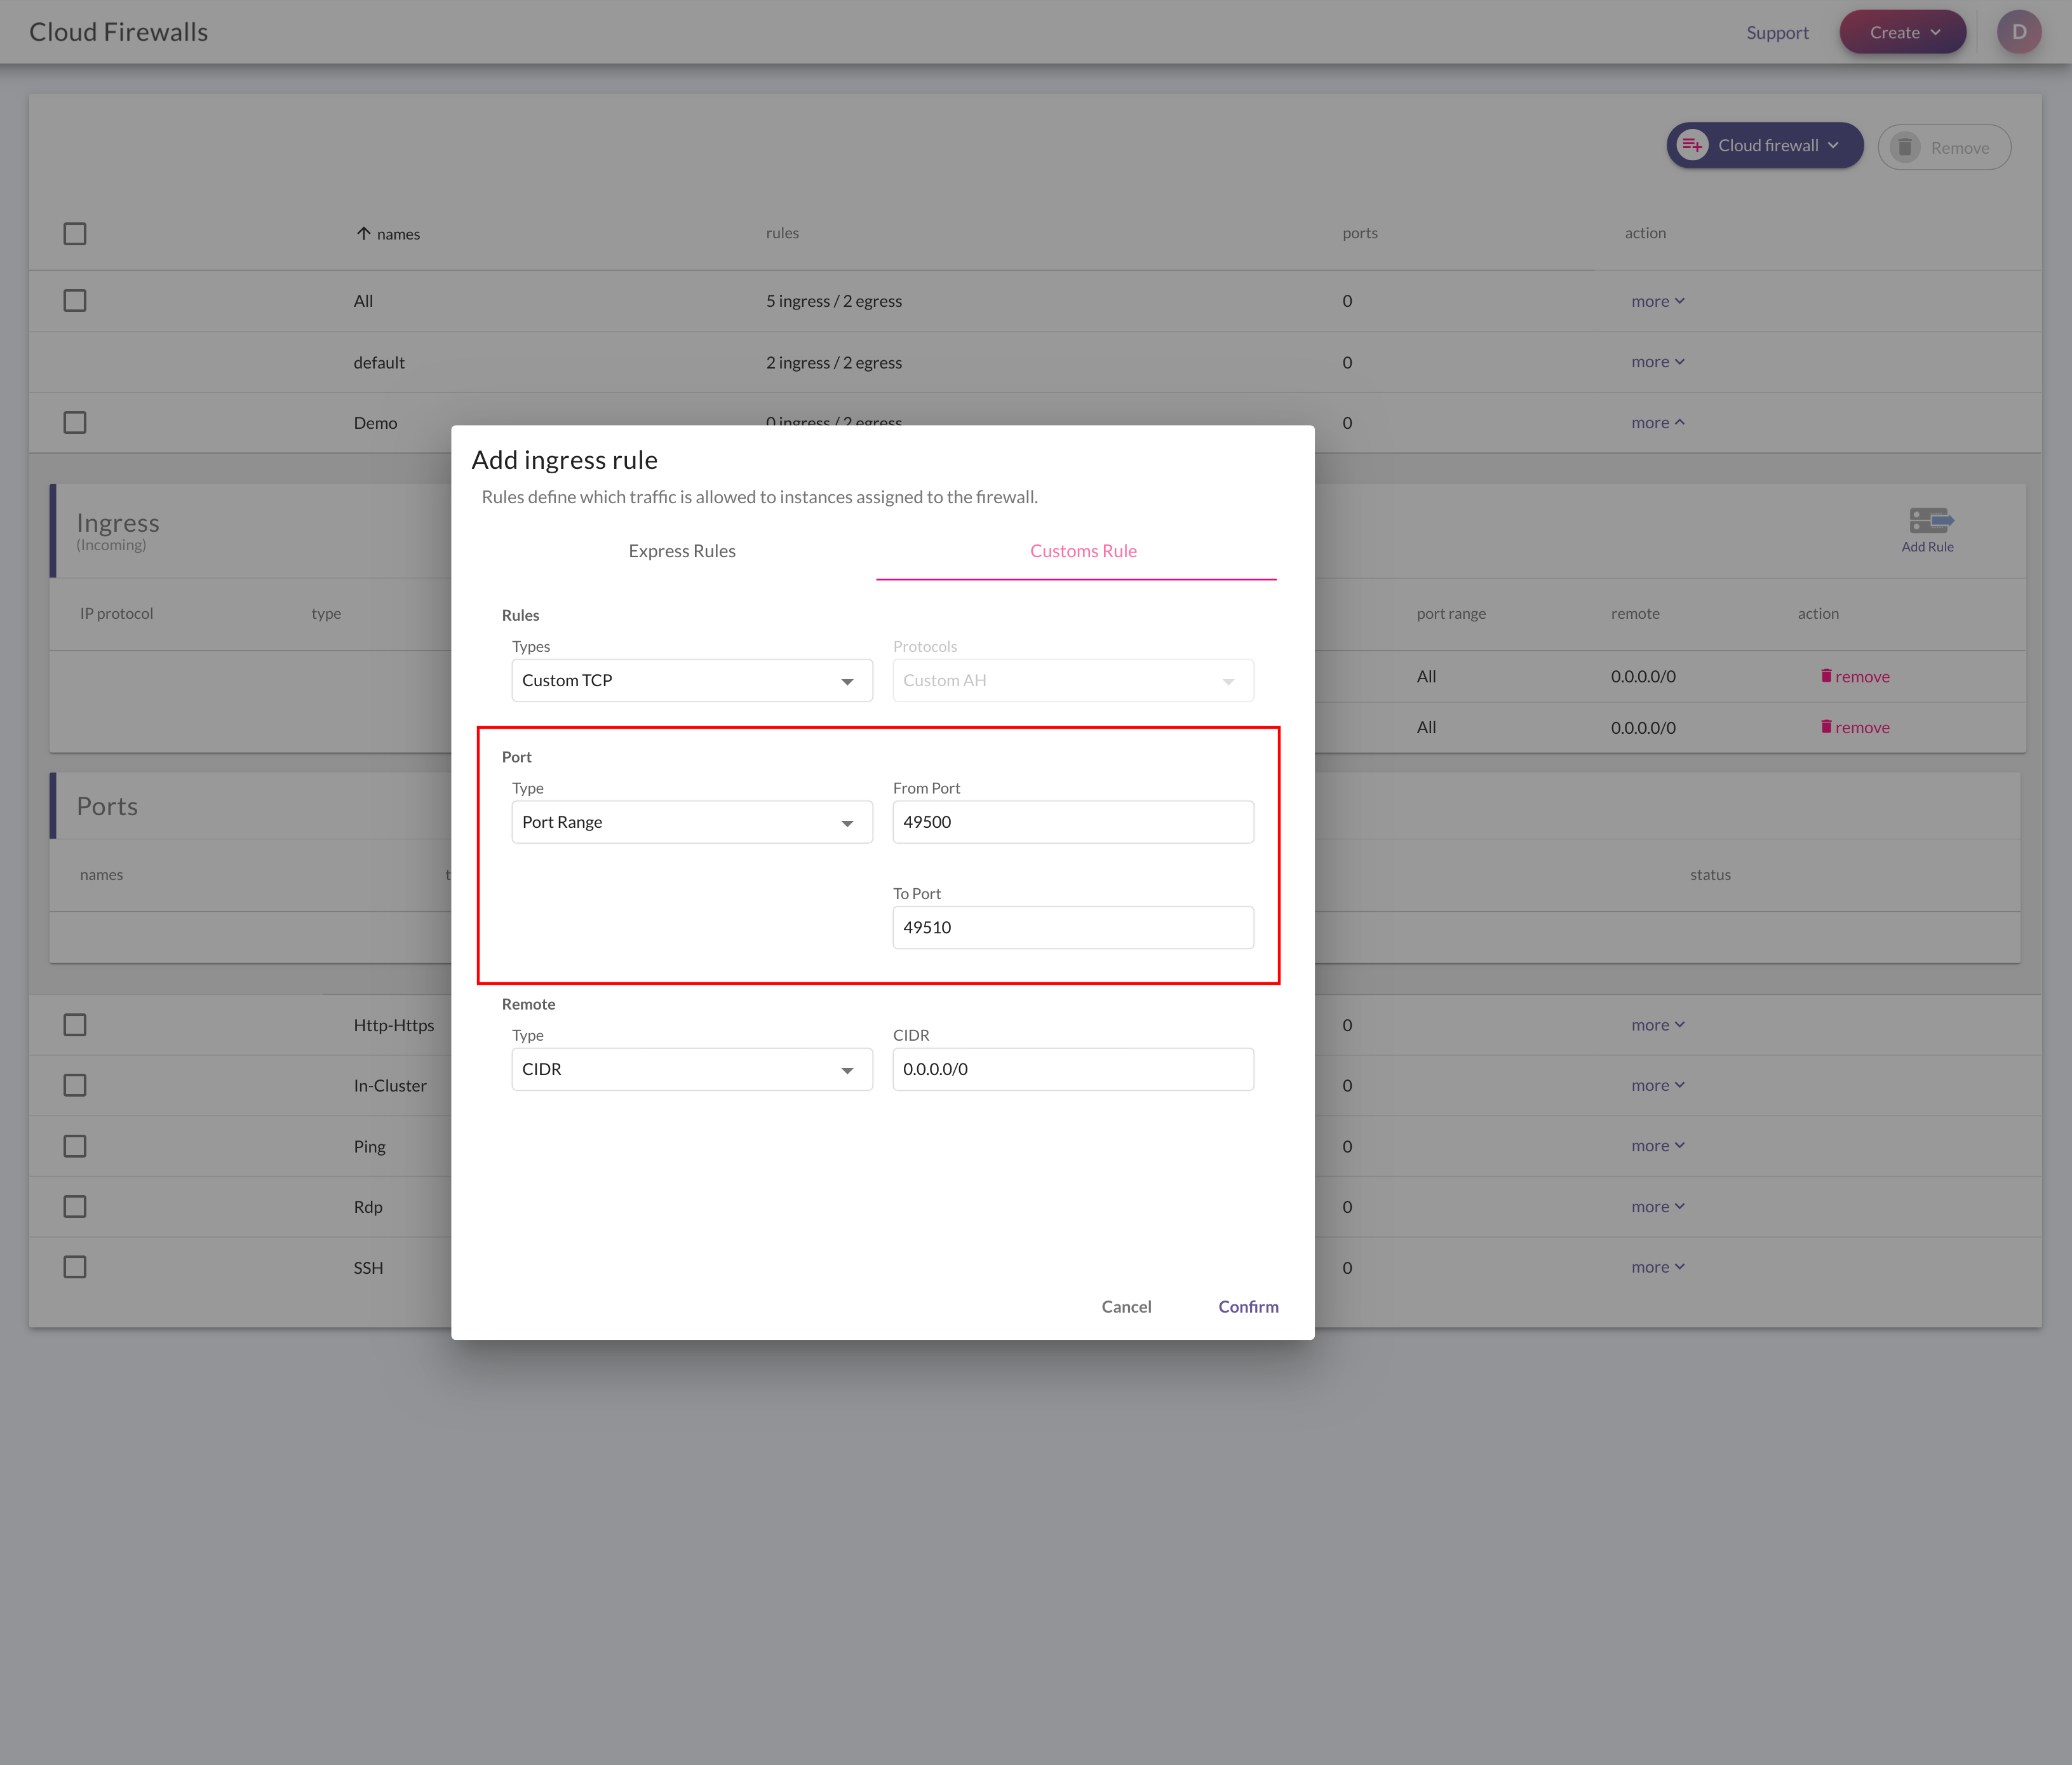 Cloud Firewalls
Support
Create
D
Cloud firewall
Remove
names rules ports action
All 5 ingress / 2 egress 0 more
default 2 ingress / 2 egress 0 more
Demo 0 ingress / 2 egress 0 more
Add ingress rule
Rules define which traffic is allowed to instances assigned to the firewall.
Express Rules Customs Rule
Rules
Types Protocols
Custom TCP Custom AH
Port
Type From Port
Port Range 49500
To Port
49510
Remote
Type CIDR
CIDR 0.0.0.0/0
Cancel Confirm
Ingress
(Incoming)
Add Rule
IP protocol type port range remote action
All 0.0.0.0/0 remove
All 0.0.0.0/0 remove
Ports
names status
Http-Https 0 more
In-Cluster 0 more
Ping 0 more
Rdp 0 more
SSH 0 more